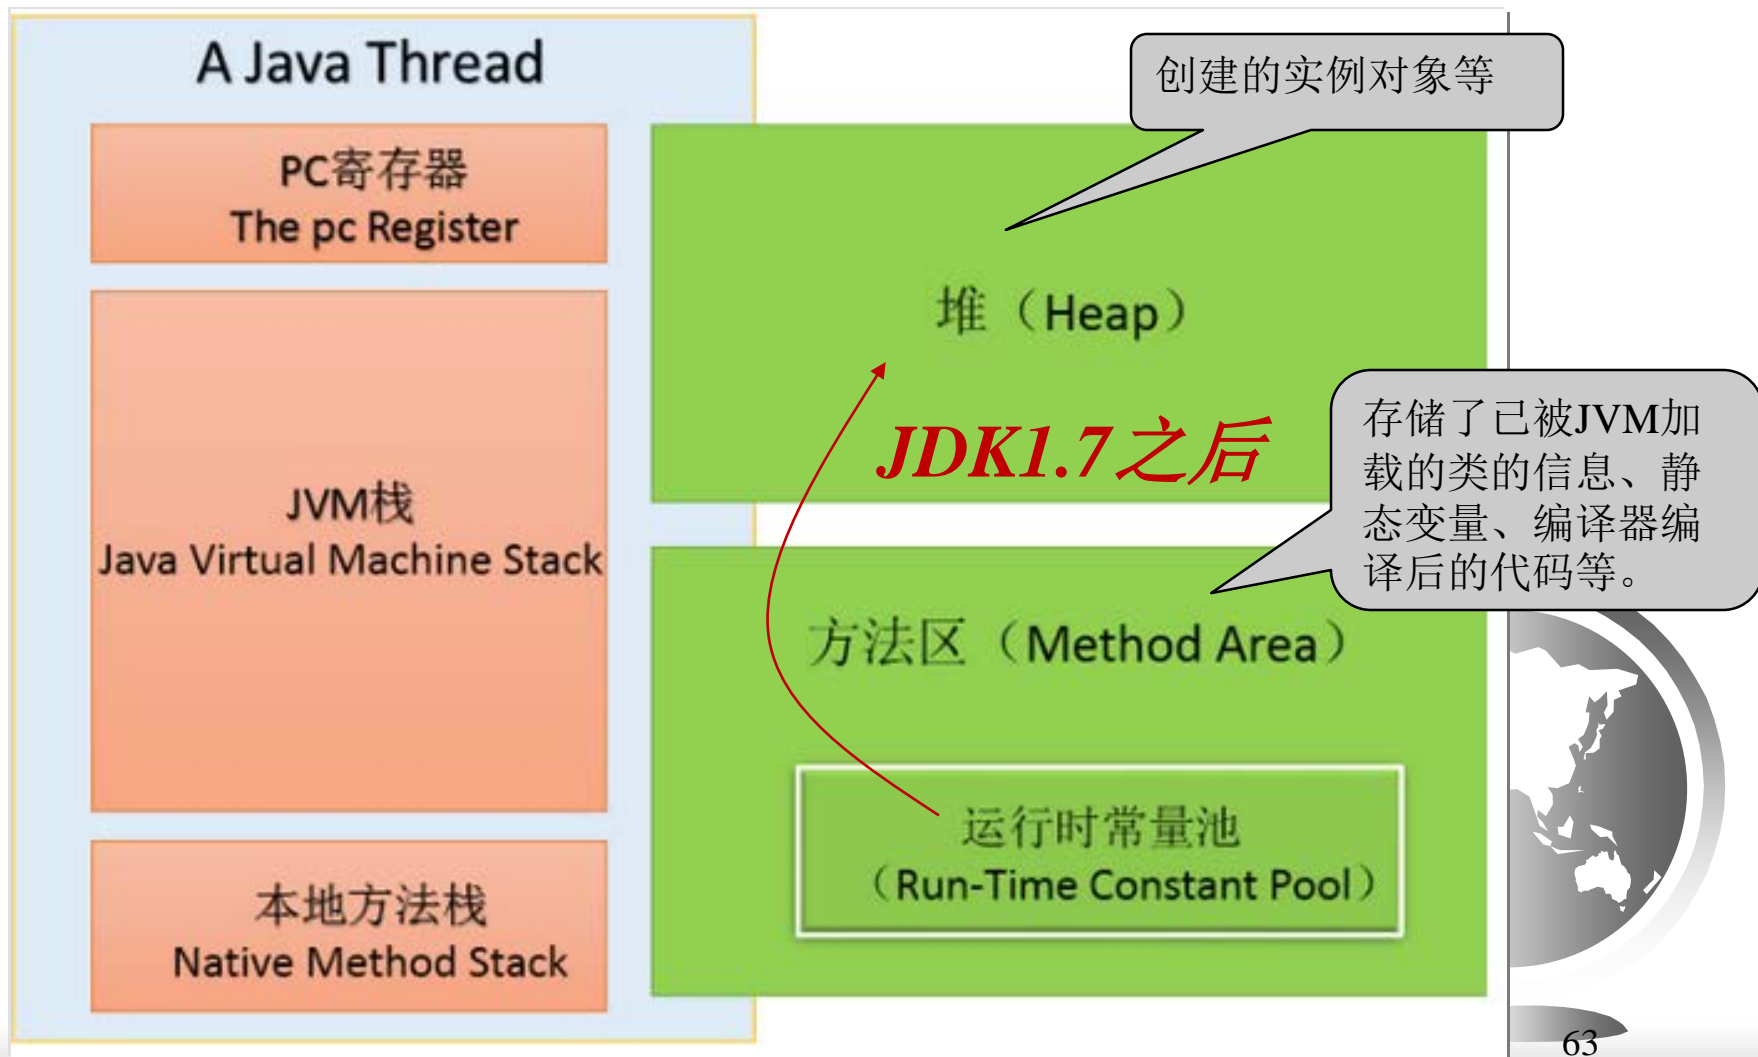 A Java Thread
PC寄存器
The pc Register
JVM栈
Java Virtual Machine Stack
本地方法栈
Native Method Stack
创建的实例对象等
堆（Heap）
JDK1.7之后
存储了已被JVM加
载的类的信息、静
态变量、编译器编
译后的代码等。
方法区（Method Area）
运行时常量池
（Run-Time Constant Pool）
63